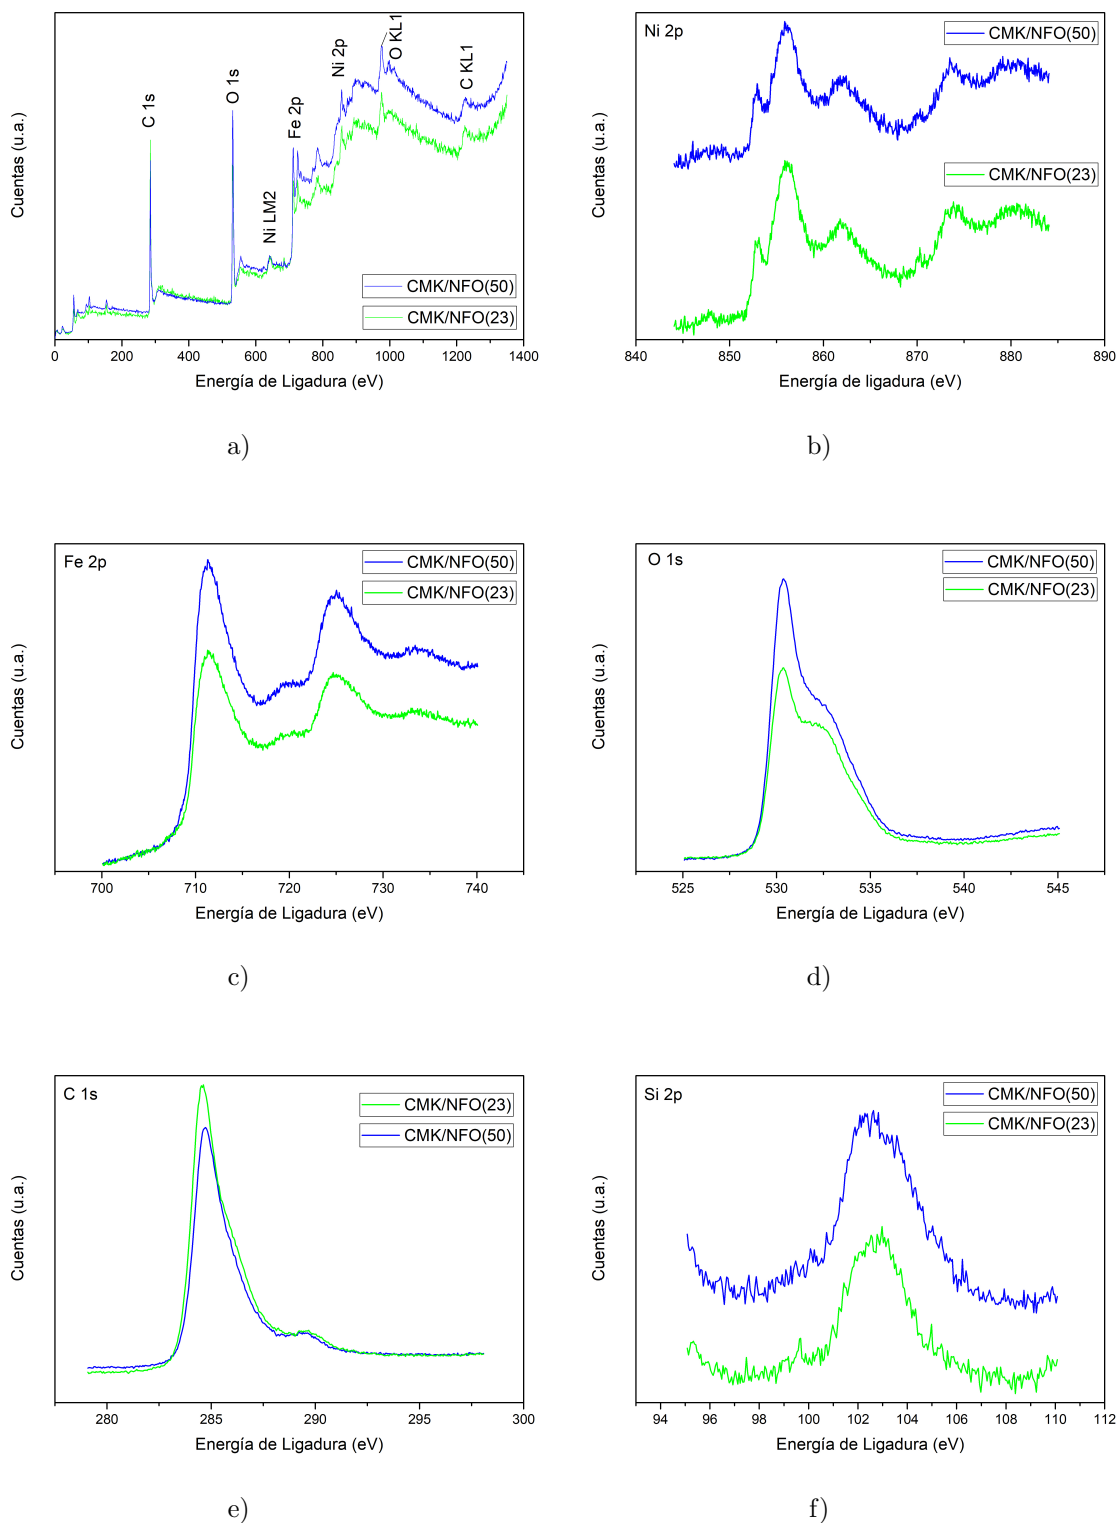 C 1s
O 1s
Ni LM2
Fe 2p
Ni 2p
O KL1
C KL1
CMK/NFO(50)
CMK/NFO(23)
Cuentas (u.a.)
0 200 400 600 800 1000 1200 1400
Energía de Ligadura (eV)
a)
Ni 2p
CMK/NFO(50)
CMK/NFO(23)
Cuentas (u.a.)
840 850 860 870 880 890
Energía de ligadura (eV)
b)
Fe 2p
CMK/NFO(50)
CMK/NFO(23)
Cuentas (u.a.)
700 710 720 730 740
Energía de Ligadura (eV)
c)
O 1s
CMK/NFO(50)
CMK/NFO(23)
Cuentas (u.a.)
525 530 535 540 545
Energía de Ligadura (eV)
d)
C 1s
CMK/NFO(23)
CMK/NFO(50)
Cuentas (u.a.)
280 285 290 295 300
Energía de Ligadura (eV)
e)
Si 2p
CMK/NFO(50)
CMK/NFO(23)
Cuentas (u.a.)
94 96 98 100 102 104 106 108 110 112
Energía de Ligadura (eV)
f)